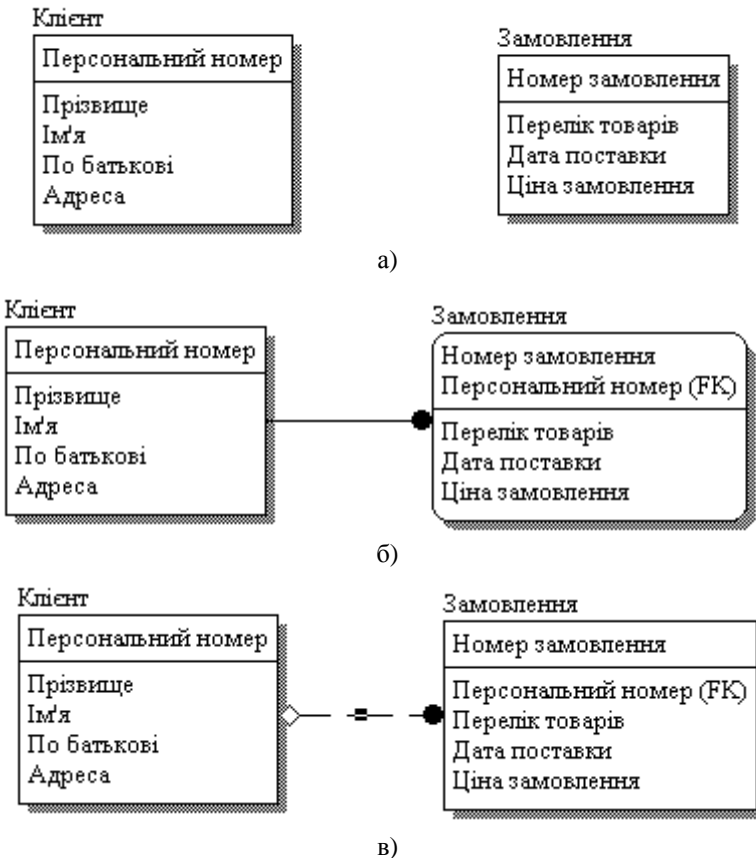 Клієнт
Персональний номер
Прізвище
Ім'я
По батькові
Адреса
Замовлення
Номер замовлення
Перелік товарів
Дата поставки
Ціна замовлення
а)
Клієнт
Персональний номер
Прізвище
Ім'я
По батькові
Адреса
Замовлення
Номер замовлення
Персональний номер (FK)
Перелік товарів
Дата поставки
Ціна замовлення
б)
Клієнт
Персональний номер
Прізвище
Ім'я
По батькові
Адреса
Замовлення
Номер замовлення
Персональний номер (FK)
Перелік товарів
Дата поставки
Ціна замовлення
в)